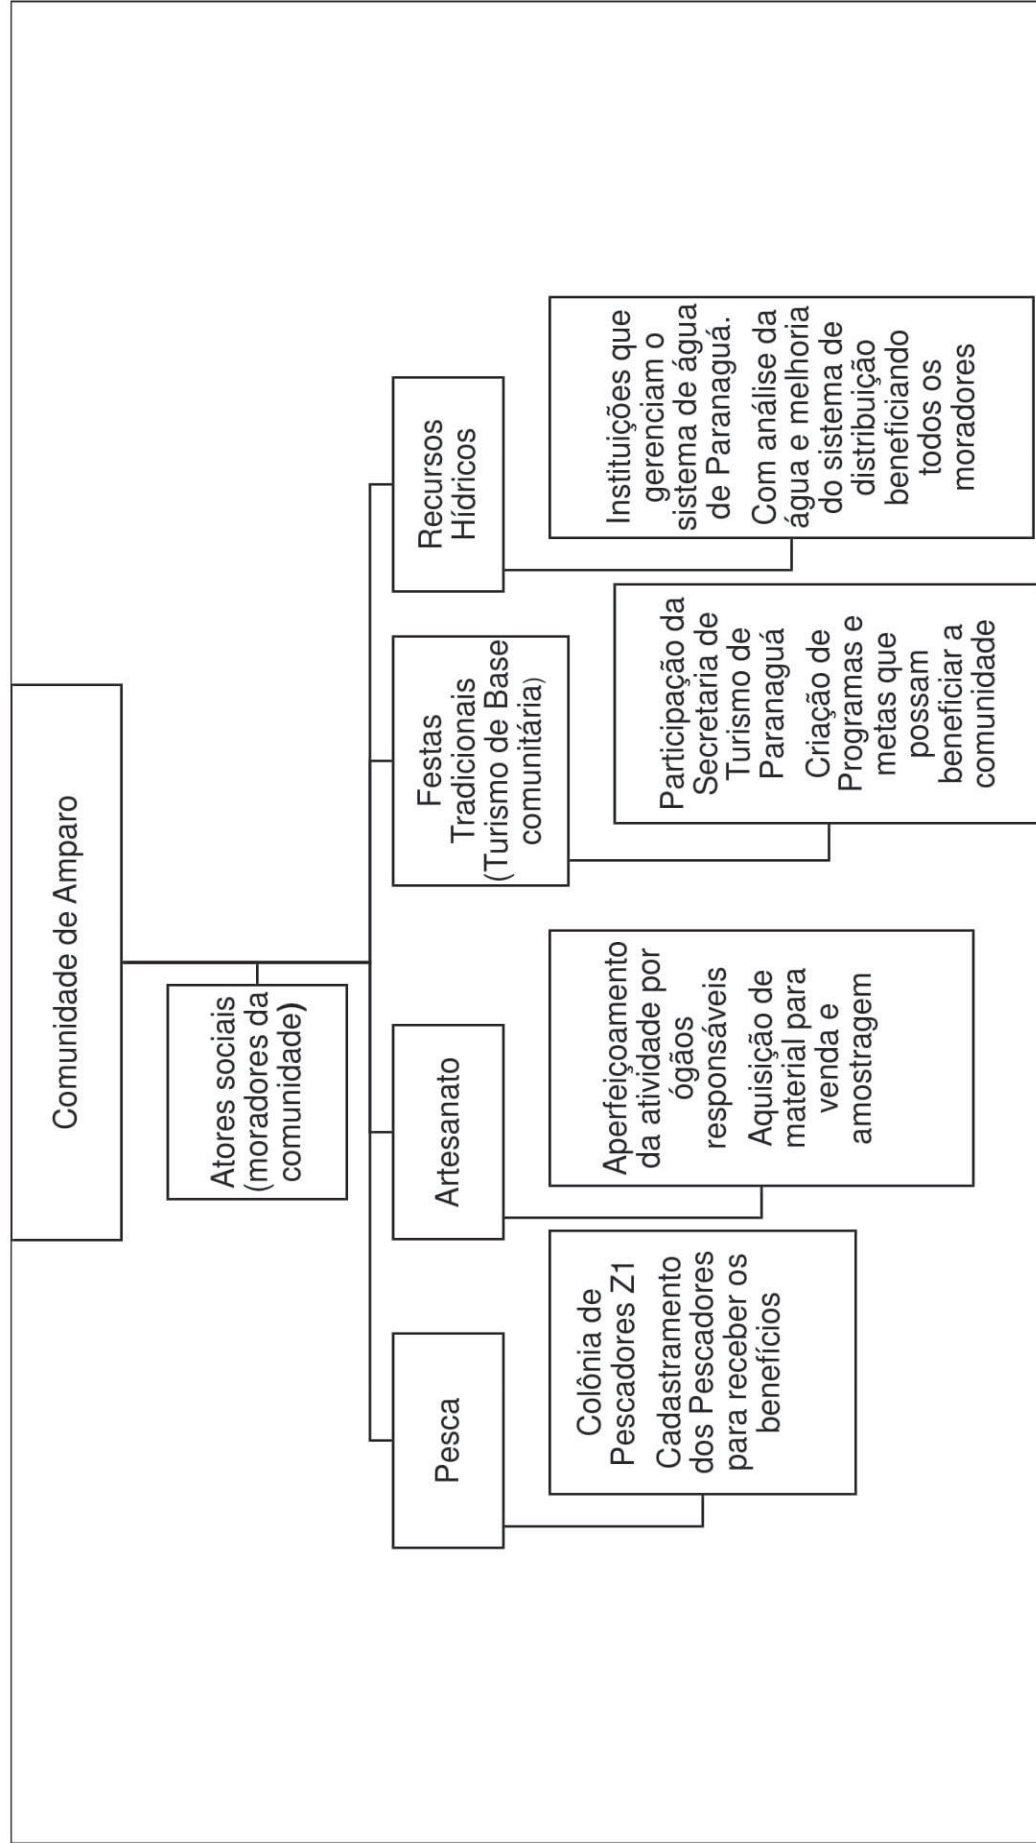 Comunidade de Amparo
Atores sociais
(moradores da
comunidade)
Pesca
Artesanato
Festas
Tradicionais
(Turismo de Base
comunitária)
Recursos
Hídricos
Colônia de
Pescadores Z1
Cadastramento
dos Pescadores
para receber os
benefícios
Aperfeiçoamento
da atividade por
ógãos
responsáveis
Aquisição de
material para
venda e
amostragem
Participação da
Secretaria de
Turismo de
Paranaguá
Criação de
Programas e
metas que
possam
beneficiar a
comunidade
Instituições que
gerenciam o
sistema de água
de Paranaguá.
Com análise da
água e melhoria
do sistema de
distribuição
beneficiando
todos os
moradores